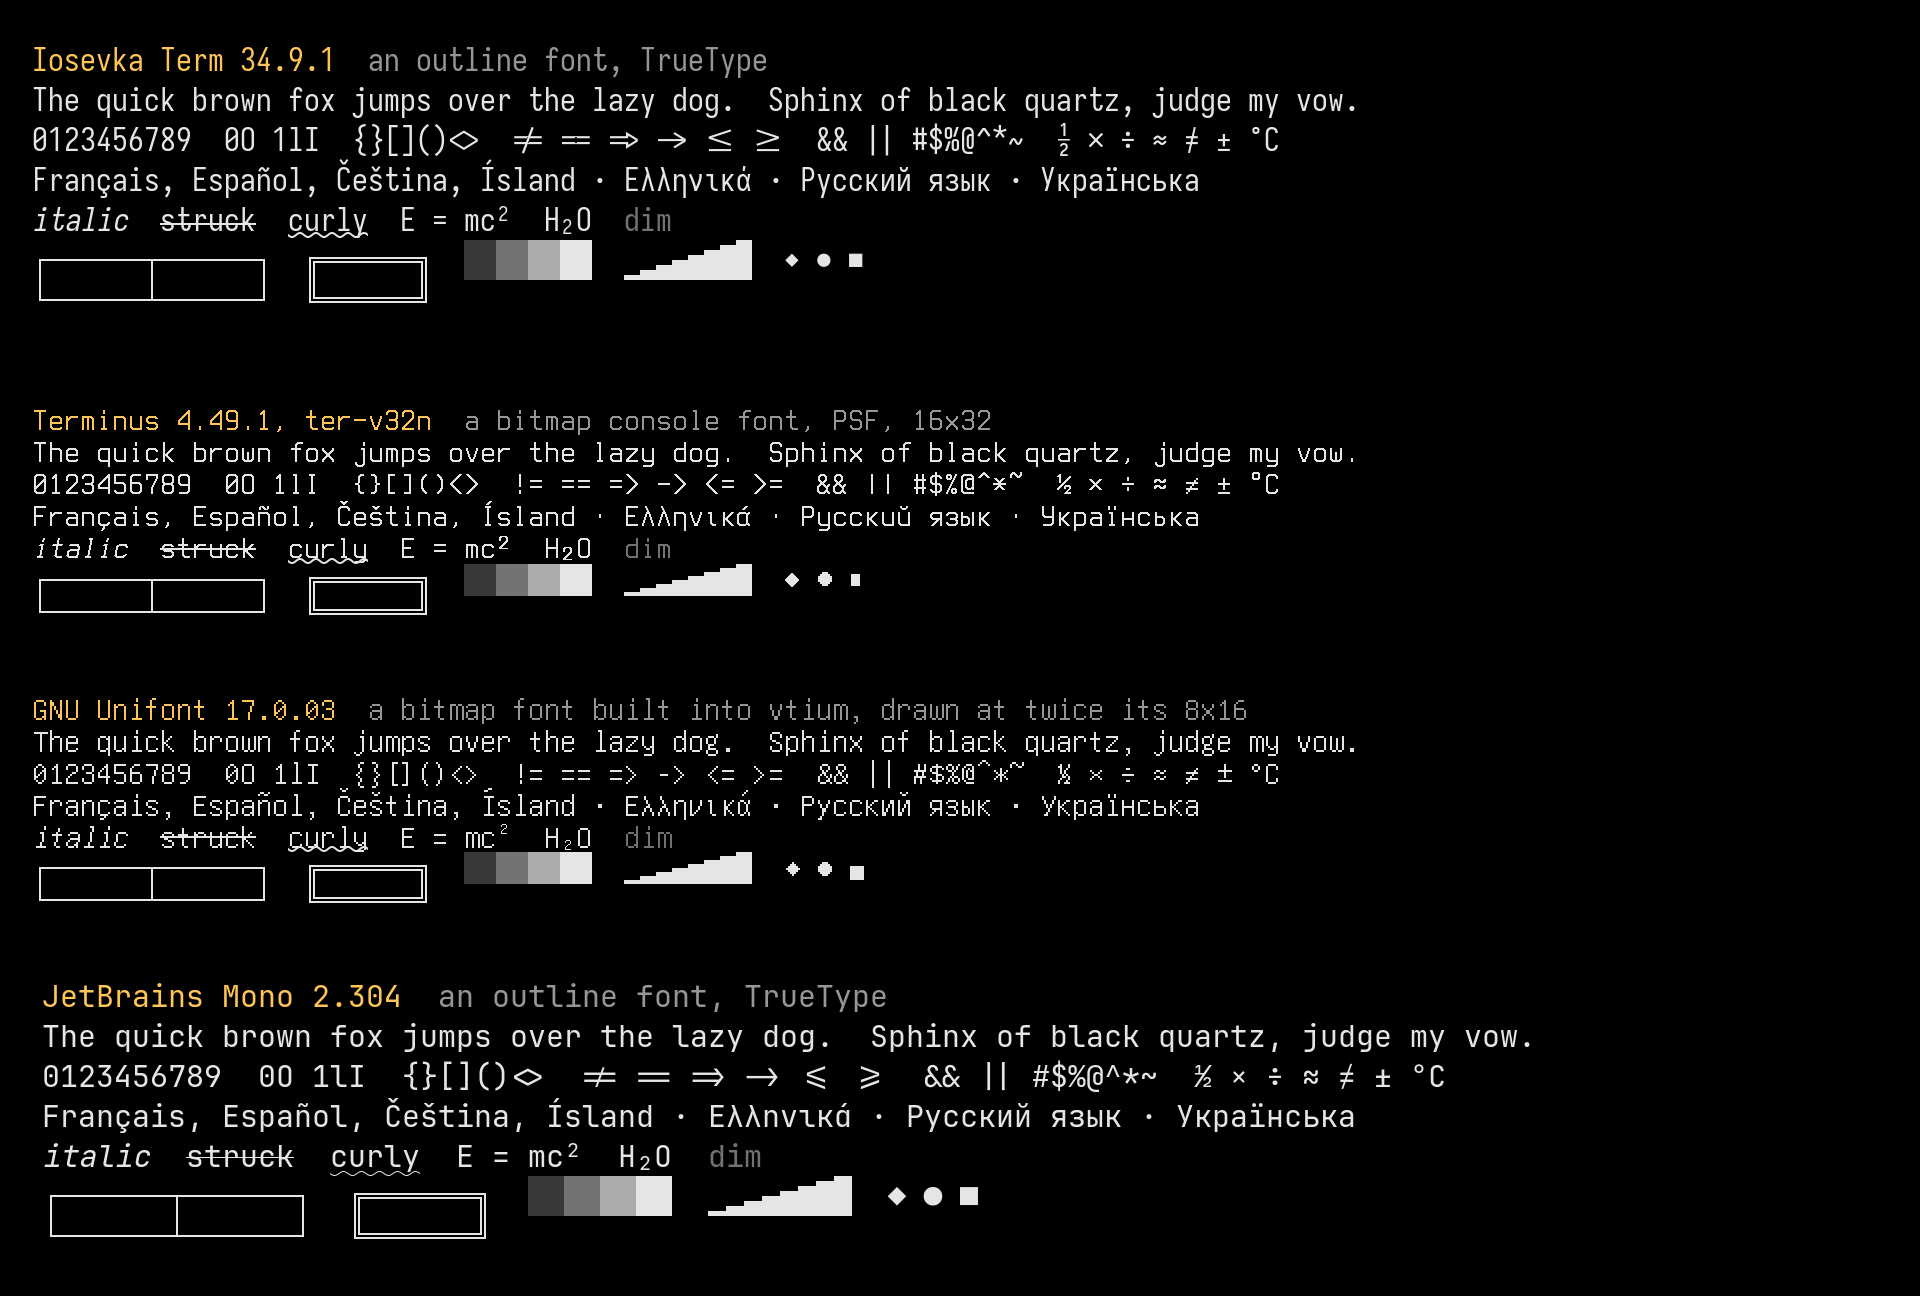 Iosevka Term 34.9.1  an outline font, TrueType
The quick brown fox jumps over the lazy dog.  Sphinx of black quartz, judge my vow.
0123456789  0O 1lI  {}[]()<>  != == => -> <= >=  && || #$%@^*~  ½ × ÷ ≈ ≠ ± °C
Français, Español, Čeština, Ísland · Ελληνικά · Русский язык · Українська
italic  struck  curly  E = mc²  H₂O  dim
Terminus 4.49.1, ter-v32n  a bitmap console font, PSF, 16x32
The quick brown fox jumps over the lazy dog.  Sphinx of black quartz, judge my vow.
0123456789  0O 1lI  {}[]()<>  != == => -> <= >=  && || #$%@^*~  ½ × ÷ ≈ ≠ ± °C
Français, Español, Čeština, Ísland · Ελληνικά · Русский язык · Українська
italic  struck  curly  E = mc²  H₂O  dim
GNU Unifont 17.0.03  a bitmap font built into vtium, drawn at twice its 8x16
The quick brown fox jumps over the lazy dog.  Sphinx of black quartz, judge my vow.
0123456789  0O 1lI  {}[]()<>  != == => -> <= >=  && || #$%@^*~  ½ × ÷ ≈ ≠ ± °C
Français, Español, Čeština, Ísland · Ελληνικά · Русский язык · Українська
italic  struck  curly  E = mc²  H₂O  dim
JetBrains Mono 2.304  an outline font, TrueType
The quick brown fox jumps over the lazy dog.  Sphinx of black quartz, judge my vow.
0123456789  0O 1lI  {}[]()<>  != == => -> <= >=  && || #$%@^*~  ½ × ÷ ≈ ≠ ± °C
Français, Español, Čeština, Ísland · Ελληνικά · Русский язык · Українська
italic  struck  curly  E = mc²  H₂O  dim